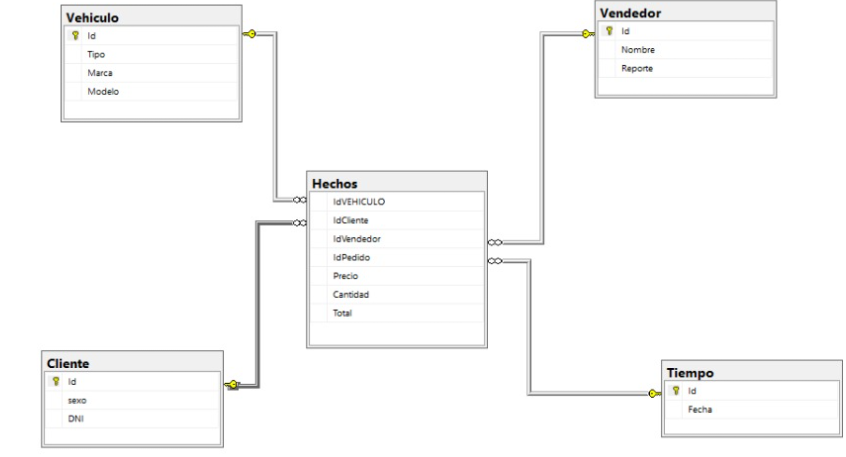 Vehiculo
Id
Tipo
Marca
Modelo
Vendedor
Id
Nombre
Reporte
Hechos
IdVEHICULO
IdCliente
IdVendedor
IdPedido
Precio
Cantidad
Total
Cliente
Id
sexo
DNI
Tiempo
Id
Fecha